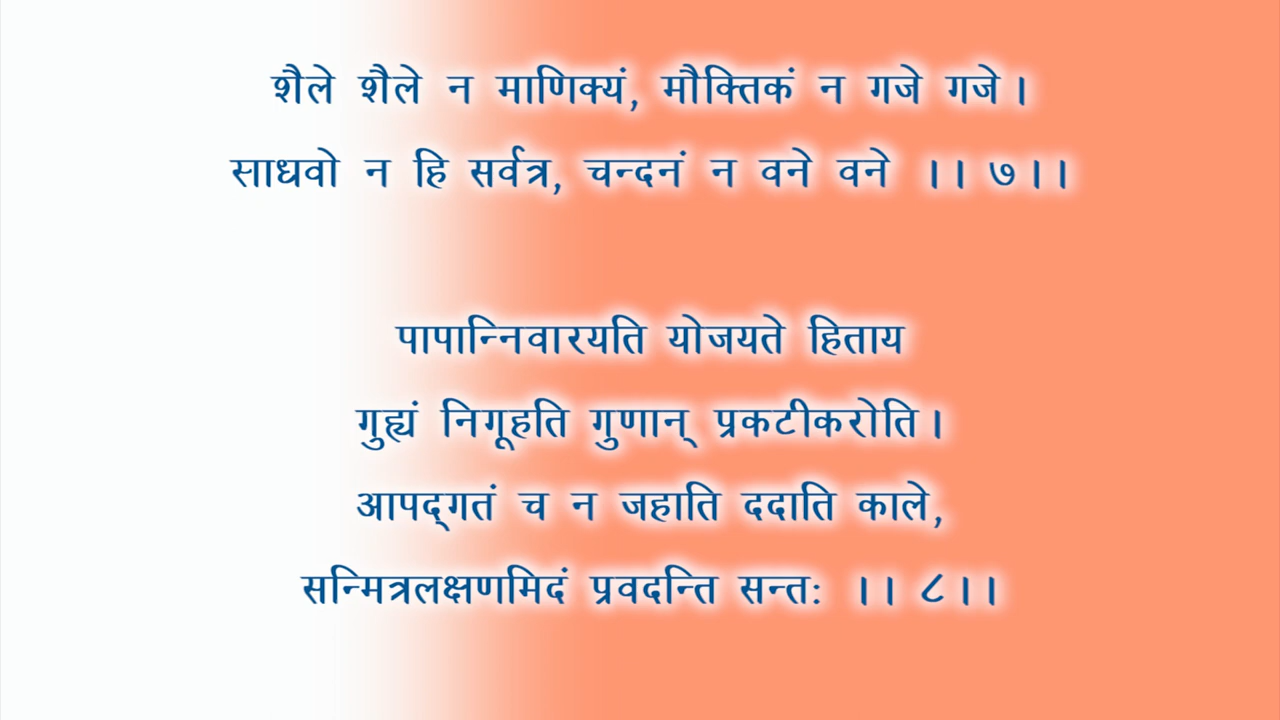 शैले शैले न माणिक्यं, मौक्तिकं न गजे गजे ।
साधवो न हि सर्वत्र, चन्दनं न वने वने ।। ७।।
पापान्निवारयति योजयते हिताय
गुह्यं निगूहति गुणान् प्रकटीकरोति ।
आपद्‌गतं च न जहाति ददाति काले,
सन्मित्रलक्षणमिदं प्रवदन्ति सन्तः ।। ८।।